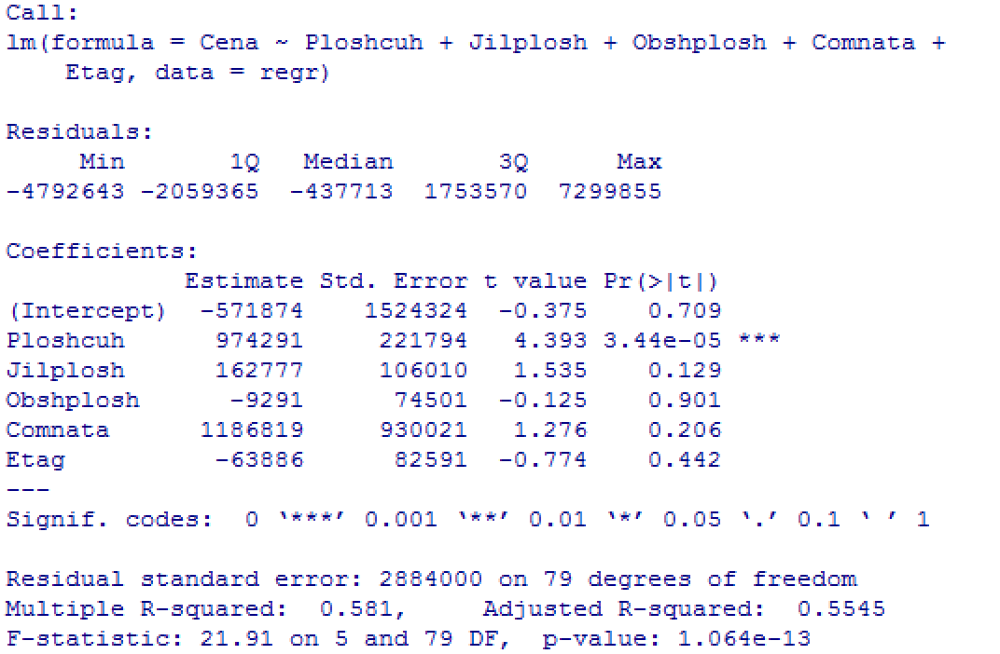 Call:
lm(formula = Cena ~ Ploshcuh + Jilplosh + Obshplosh + Comnata +
    Etag, data = regr)

Residuals:
     Min       1Q   Median       3Q      Max
-4792643 -2059365  -437713  1753570  7299855

Coefficients:
            Estimate Std. Error t value Pr(>|t|)
(Intercept)  -571874    1524324  -0.375    0.709
Ploshcuh      974291     221794   4.393 3.44e-05 ***
Jilplosh      162777     106010   1.535    0.129
Obshplosh      -9291      74501  -0.125    0.901
Comnata      1186819     930021   1.276    0.206
Etag          -63886      82591  -0.774    0.442
---
Signif. codes:  0 ‘***’ 0.001 ‘**’ 0.01 ‘*’ 0.05 ‘.’ 0.1 ‘ ’ 1

Residual standard error: 2884000 on 79 degrees of freedom
Multiple R-squared:  0.581,     Adjusted R-squared:  0.5545
F-statistic: 21.91 on 5 and 79 DF,  p-value: 1.064e-13